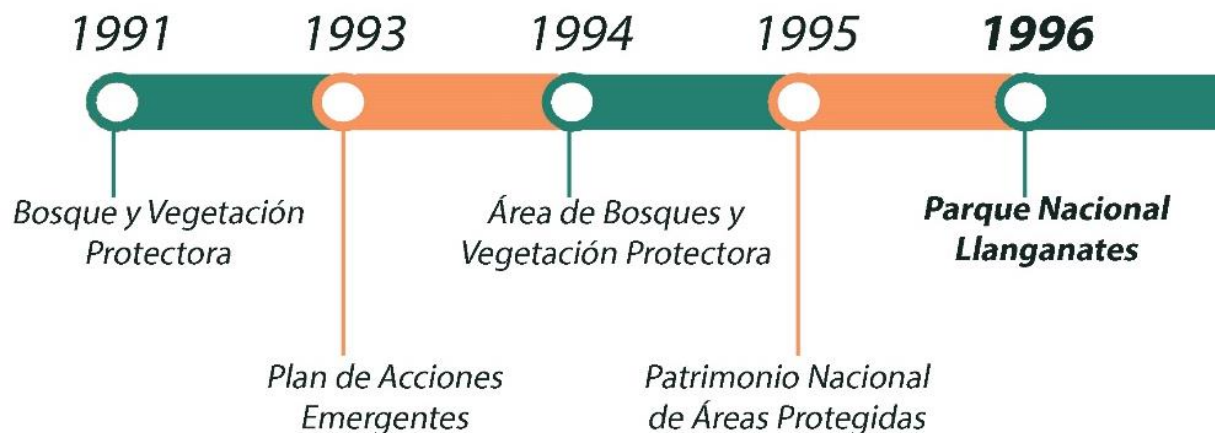 1991 1993 1994 1995 1996
Bosque y Vegetación
Protectora
Área de Bosques y
Vegetación Protectora
Parque Nacional
Llanganates
Plan de Acciones
Emergentes
Patrimonio Nacional
de Áreas Protegidas